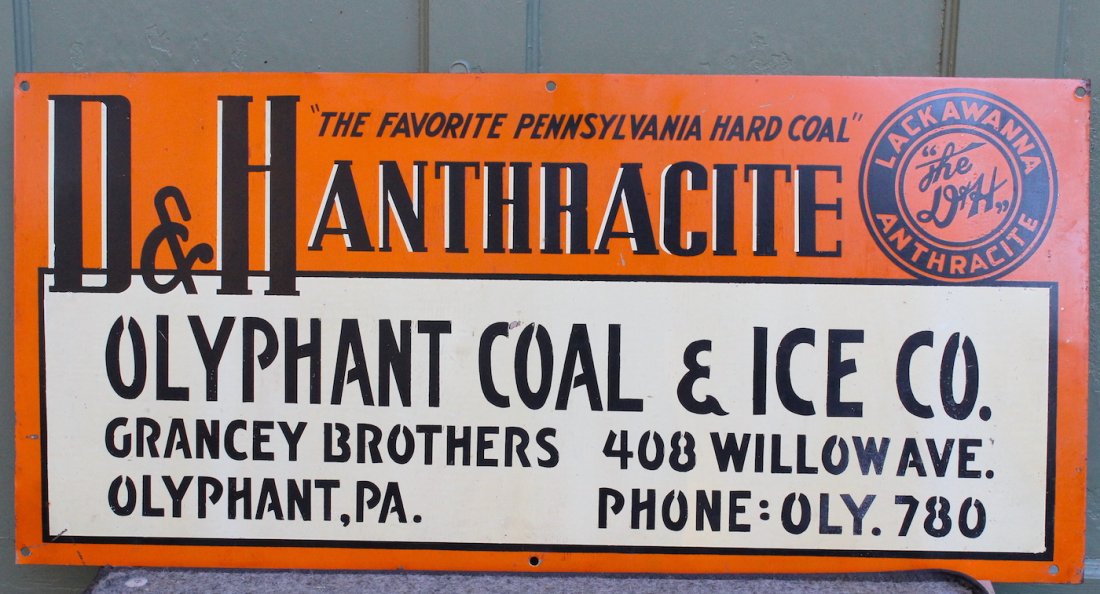 D&H
"THE FAVORITE PENNSYLVANIA HARD COAL"
ANTHRACITE
LACKAWANNA
"The D&H"
ANTHRACITE
OLYPHANT COAL & ICE CO.
GRANCEY BROTHERS 408 WILLOW AVE.
OLYPHANT, PA. PHONE: OLY. 780